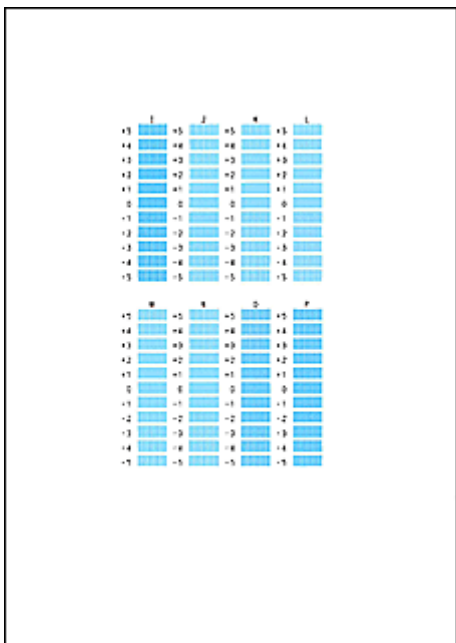 I J K L
+5 +5 +5 +5
+4 +4 +4 +4
+3 +3 +3 +3
+2 +2 +2 +2
+1 +1 +1 +1
0 0 0 0
-1 -1 -1 -1
-2 -2 -2 -2
-3 -3 -3 -3
-4 -4 -4 -4
-5 -5 -5 -5
M N O P
+5 +5 +5 +5
+4 +4 +4 +4
+3 +3 +3 +3
+2 +2 +2 +2
+1 +1 +1 +1
0 0 0 0
-1 -1 -1 -1
-2 -2 -2 -2
-3 -3 -3 -3
-4 -4 -4 -4
-5 -5 -5 -5